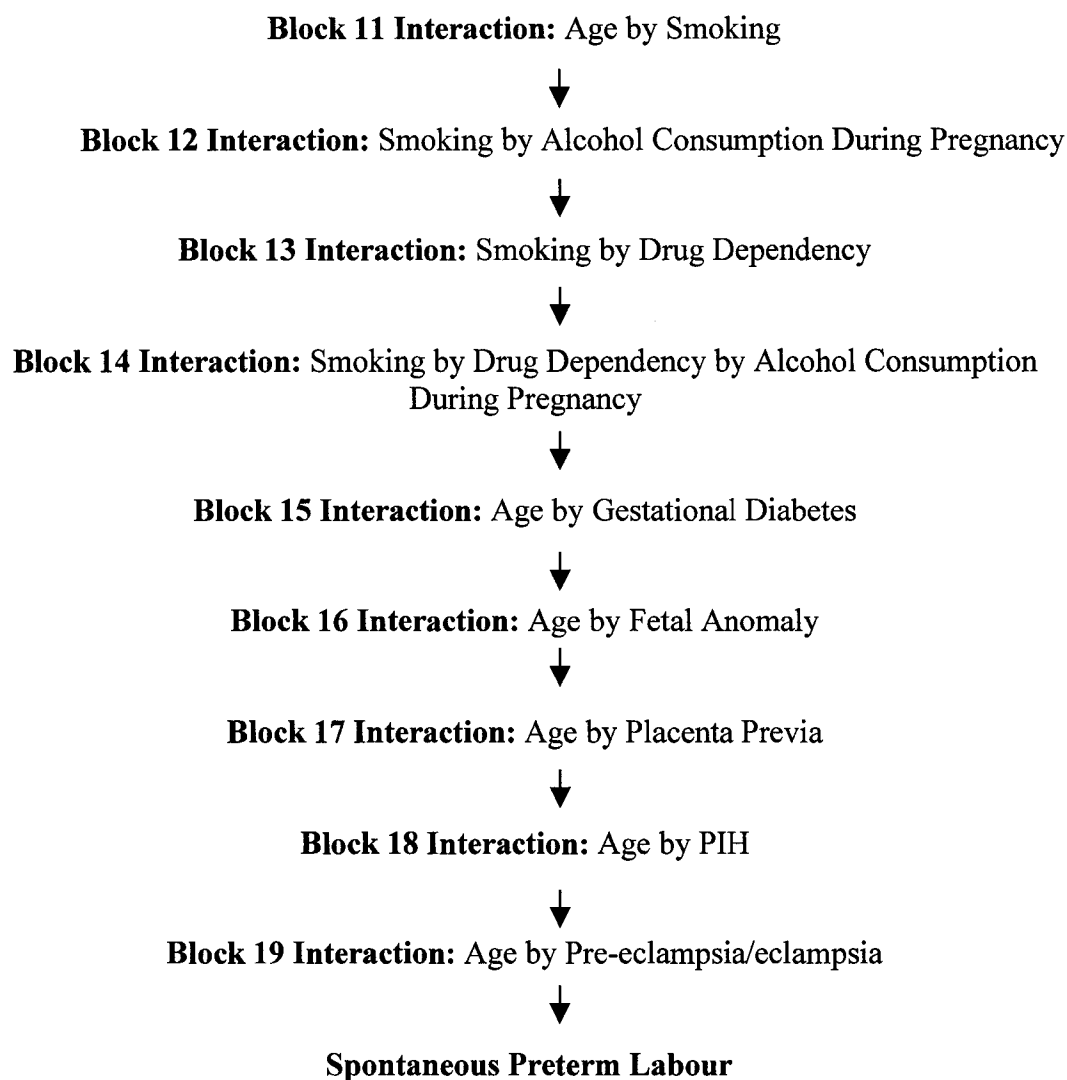 Block 11 Interaction: Age by Smoking
Block 12 Interaction: Smoking by Alcohol Consumption During Pregnancy
Block 13 Interaction: Smoking by Drug Dependency
Block 14 Interaction: Smoking by Drug Dependency by Alcohol Consumption
During Pregnancy
Block 15 Interaction: Age by Gestational Diabetes
Block 16 Interaction: Age by Fetal Anomaly
Block 17 Interaction: Age by Placenta Previa
Block 18 Interaction: Age by PIH
Block 19 Interaction: Age by Pre-eclampsia/eclampsia
Spontaneous Preterm Labour